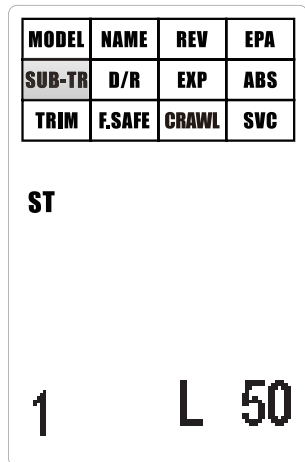 MODEL NAME REV EPA
SUB-TR D/R EXP ABS
TRIM F.SAFE CRAWL SVC
ST
1 L 50